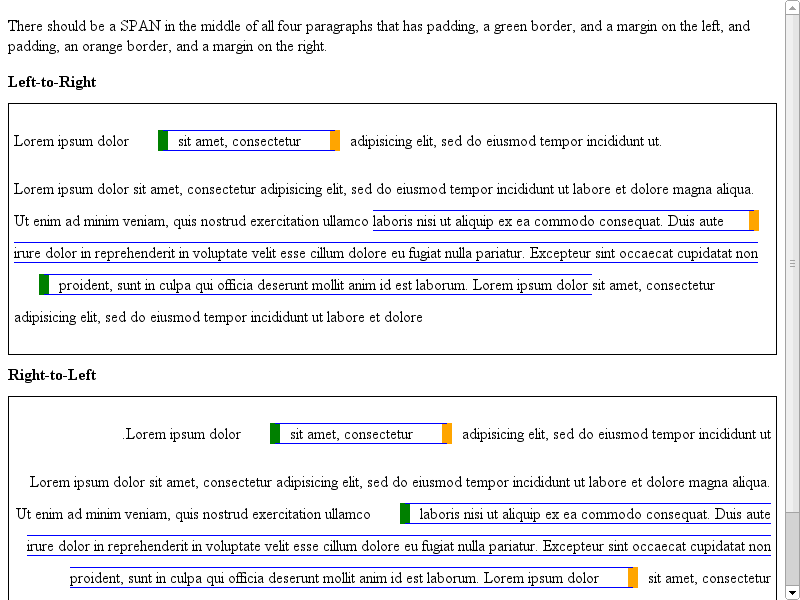 There should be a SPAN in the middle of all four paragraphs that has padding, a green border, and a margin on the left, and
padding, an orange border, and a margin on the right.
Left-to-Right
Lorem ipsum dolor sit amet, consectetur adipisicing elit, sed do eiusmod tempor incididunt ut.
Lorem ipsum dolor sit amet, consectetur adipisicing elit, sed do eiusmod tempor incididunt ut labore et dolore magna aliqua.
Ut enim ad minim veniam, quis nostrud exercitation ullamco laboris nisi ut aliquip ex ea commodo consequat. Duis aute
irure dolor in reprehenderit in voluptate velit esse cillum dolore eu fugiat nulla pariatur. Excepteur sint occaecat cupidatat non
proident, sunt in culpa qui officia deserunt mollit anim id est laborum. Lorem ipsum dolor sit amet, consectetur
adipisicing elit, sed do eiusmod tempor incididunt ut labore et dolore
Right-to-Left
.Lorem ipsum dolor sit amet, consectetur adipisicing elit, sed do eiusmod tempor incididunt ut
Lorem ipsum dolor sit amet, consectetur adipisicing elit, sed do eiusmod tempor incididunt ut labore et dolore magna aliqua.
Ut enim ad minim veniam, quis nostrud exercitation ullamco laboris nisi ut aliquip ex ea commodo consequat. Duis aute
irure dolor in reprehenderit in voluptate velit esse cillum dolore eu fugiat nulla pariatur. Excepteur sint occaecat cupidatat non
proident, sunt in culpa qui officia deserunt mollit anim id est laborum. Lorem ipsum dolor sit amet, consectetur